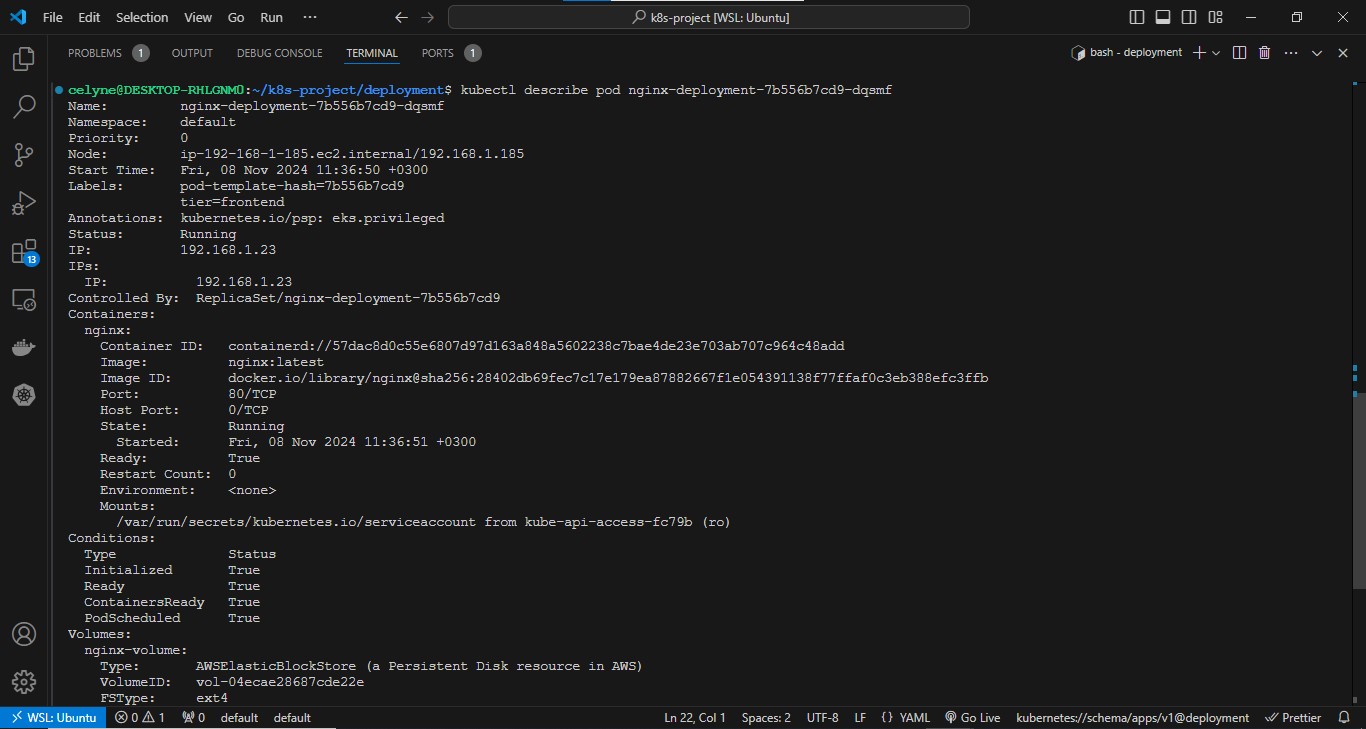 File Edit Selection View Go Run ··· k8s-project [WSL: Ubuntu]
PROBLEMS 1 OUTPUT DEBUG CONSOLE TERMINAL PORTS 1 bash - deployment
celyne@DESKTOP-RHLGNM0:~/k8s-project/deployment$ kubectl describe pod nginx-deployment-7b556b7cd9-dqsmf
Name: nginx-deployment-7b556b7cd9-dqsmf
Namespace: default
Priority: 0
Node: ip-192-168-1-185.ec2.internal/192.168.1.185
Start Time: Fri, 08 Nov 2024 11:36:50 +0300
Labels: pod-template-hash=7b556b7cd9
tier=frontend
Annotations: kubernetes.io/psp: eks.privileged
Status: Running
IP: 192.168.1.23
IPs:
IP: 192.168.1.23
Controlled By: ReplicaSet/nginx-deployment-7b556b7cd9
Containers:
nginx:
Container ID: containerd://57dac8d0c55e6807d97d163a848a5602238c7bae4de23e703ab707c964c48add
Image: nginx:latest
Image ID: docker.io/library/nginx@sha256:28402db69fec7c17e179ea87882667f1e054391138f77ffaf0c3eb388efc3ffb
Port: 80/TCP
Host Port: 0/TCP
State: Running
Started: Fri, 08 Nov 2024 11:36:51 +0300
Ready: True
Restart Count: 0
Environment: <none>
Mounts:
/var/run/secrets/kubernetes.io/serviceaccount from kube-api-access-fc79b (ro)
Conditions:
Type Status
Initialized True
Ready True
ContainersReady True
PodScheduled True
Volumes:
nginx-volume:
Type: AWSElasticBlockStore (a Persistent Disk resource in AWS)
VolumeID: vol-04ecae28687cde22e
FSType: ext4
13
WSL: Ubuntu 0 1 0 default default Ln 22, Col 1 Spaces: 2 UTF-8 LF {} YAML Go Live kubernetes://schema/apps/v1@deployment Prettier